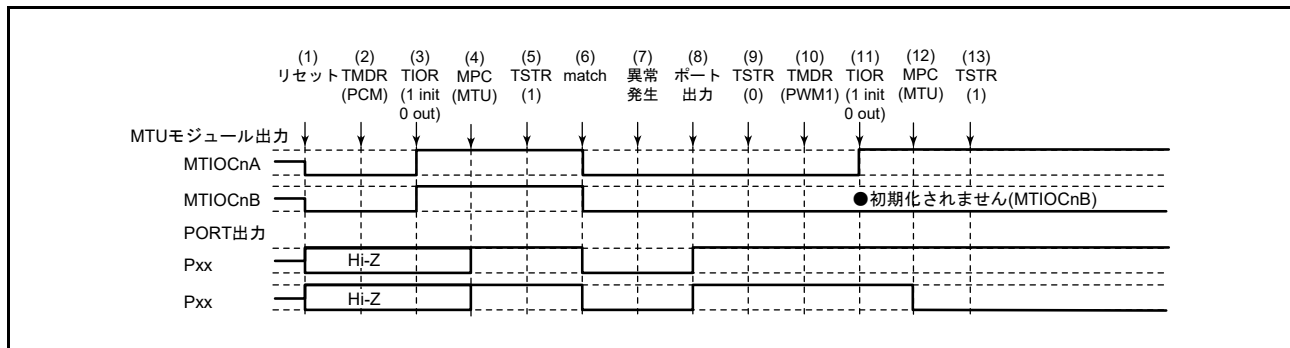 (1) (2) (3) (4) (5) (6) (7) (8) (9) (10) (11) (12) (13)
リセット TMDR TIOR MPC TSTR match 異常 ポート TSTR TMDR TIOR MPC TSTR
(PCM) (1 init (MTU) (1) 発生 出力 (0) (PWM1) (1 init (MTU) (1)
0 out) 0 out)
MTUモジュール出力
MTIOCnA
MTIOCnB ●初期化されません(MTIOCnB)
PORT出力
Pxx Hi-Z
Pxx Hi-Z